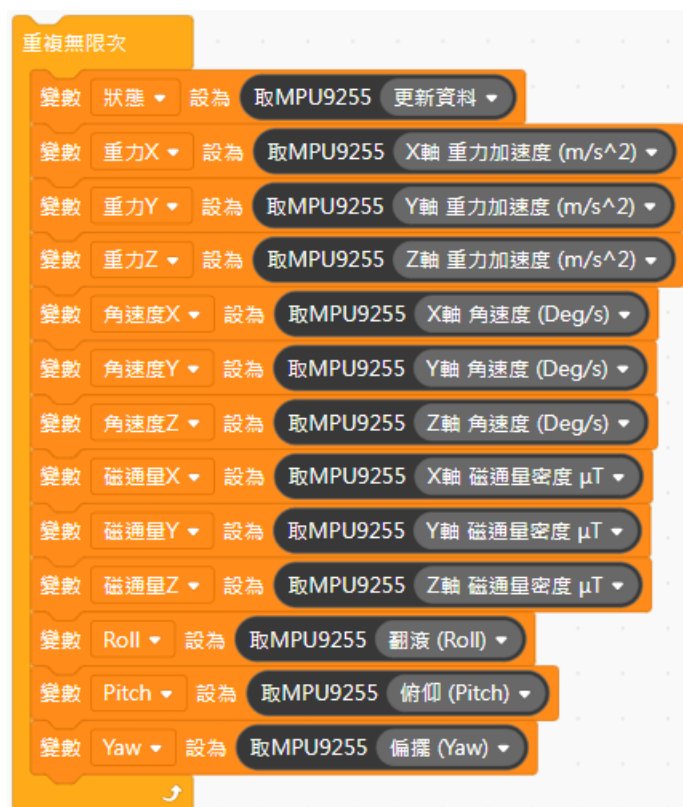 重複無限次
變數 狀態 設為 取MPU9255 更新資料
變數 重力X 設為 取MPU9255 X軸 重力加速度 (m/s^2)
變數 重力Y 設為 取MPU9255 Y軸 重力加速度 (m/s^2)
變數 重力Z 設為 取MPU9255 Z軸 重力加速度 (m/s^2)
變數 角速度X 設為 取MPU9255 X軸 角速度 (Deg/s)
變數 角速度Y 設為 取MPU9255 Y軸 角速度 (Deg/s)
變數 角速度Z 設為 取MPU9255 Z軸 角速度 (Deg/s)
變數 磁通量X 設為 取MPU9255 X軸 磁通量密度 µT
變數 磁通量Y 設為 取MPU9255 Y軸 磁通量密度 µT
變數 磁通量Z 設為 取MPU9255 Z軸 磁通量密度 µT
變數 Roll 設為 取MPU9255 翻滾 (Roll)
變數 Pitch 設為 取MPU9255 俯仰 (Pitch)
變數 Yaw 設為 取MPU9255 偏擺 (Yaw)